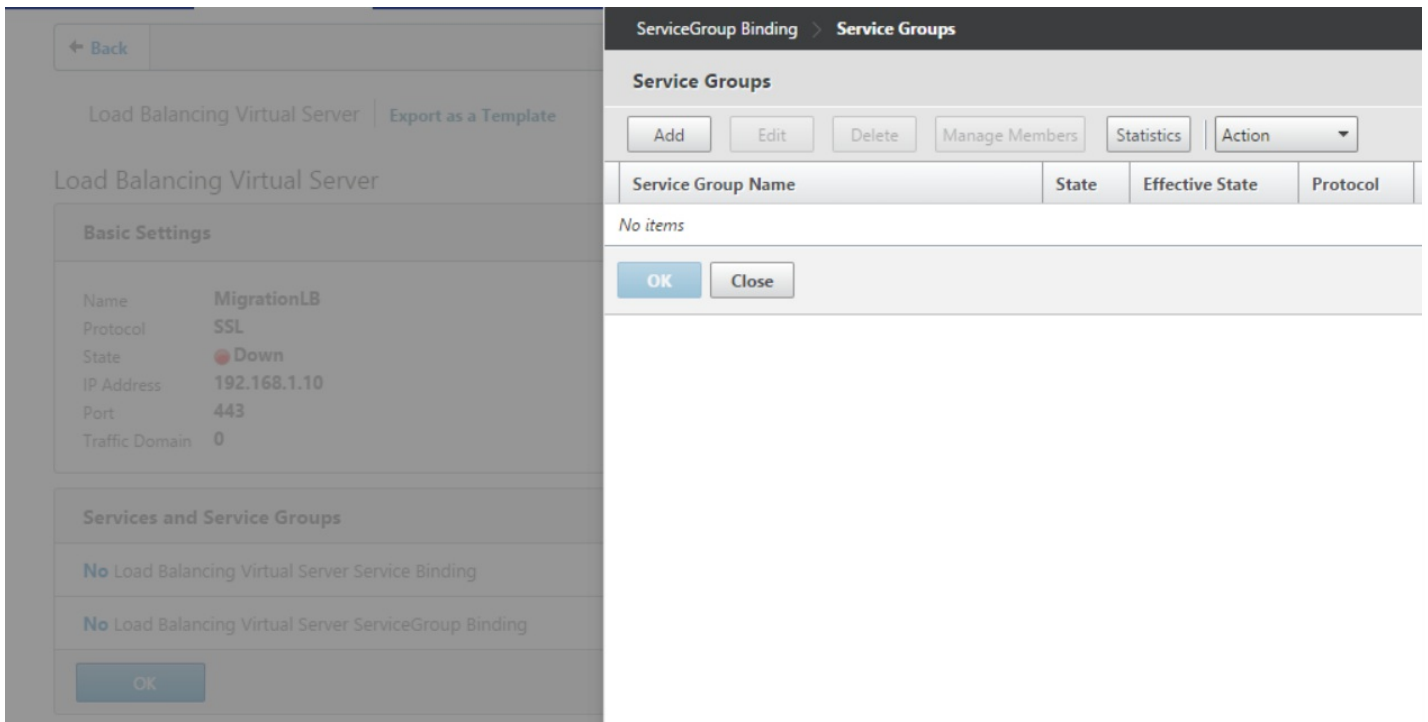 ← Back
Load Balancing Virtual Server | Export as a Template
Load Balancing Virtual Server
Basic Settings
Name MigrationLB
Protocol SSL
State Down
IP Address 192.168.1.10
Port 443
Traffic Domain 0
Services and Service Groups
No Load Balancing Virtual Server Service Binding
No Load Balancing Virtual Server ServiceGroup Binding
OK
ServiceGroup Binding > Service Groups
Service Groups
Add Edit Delete Manage Members Statistics Action
Service Group Name State Effective State Protocol
No items
OK Close